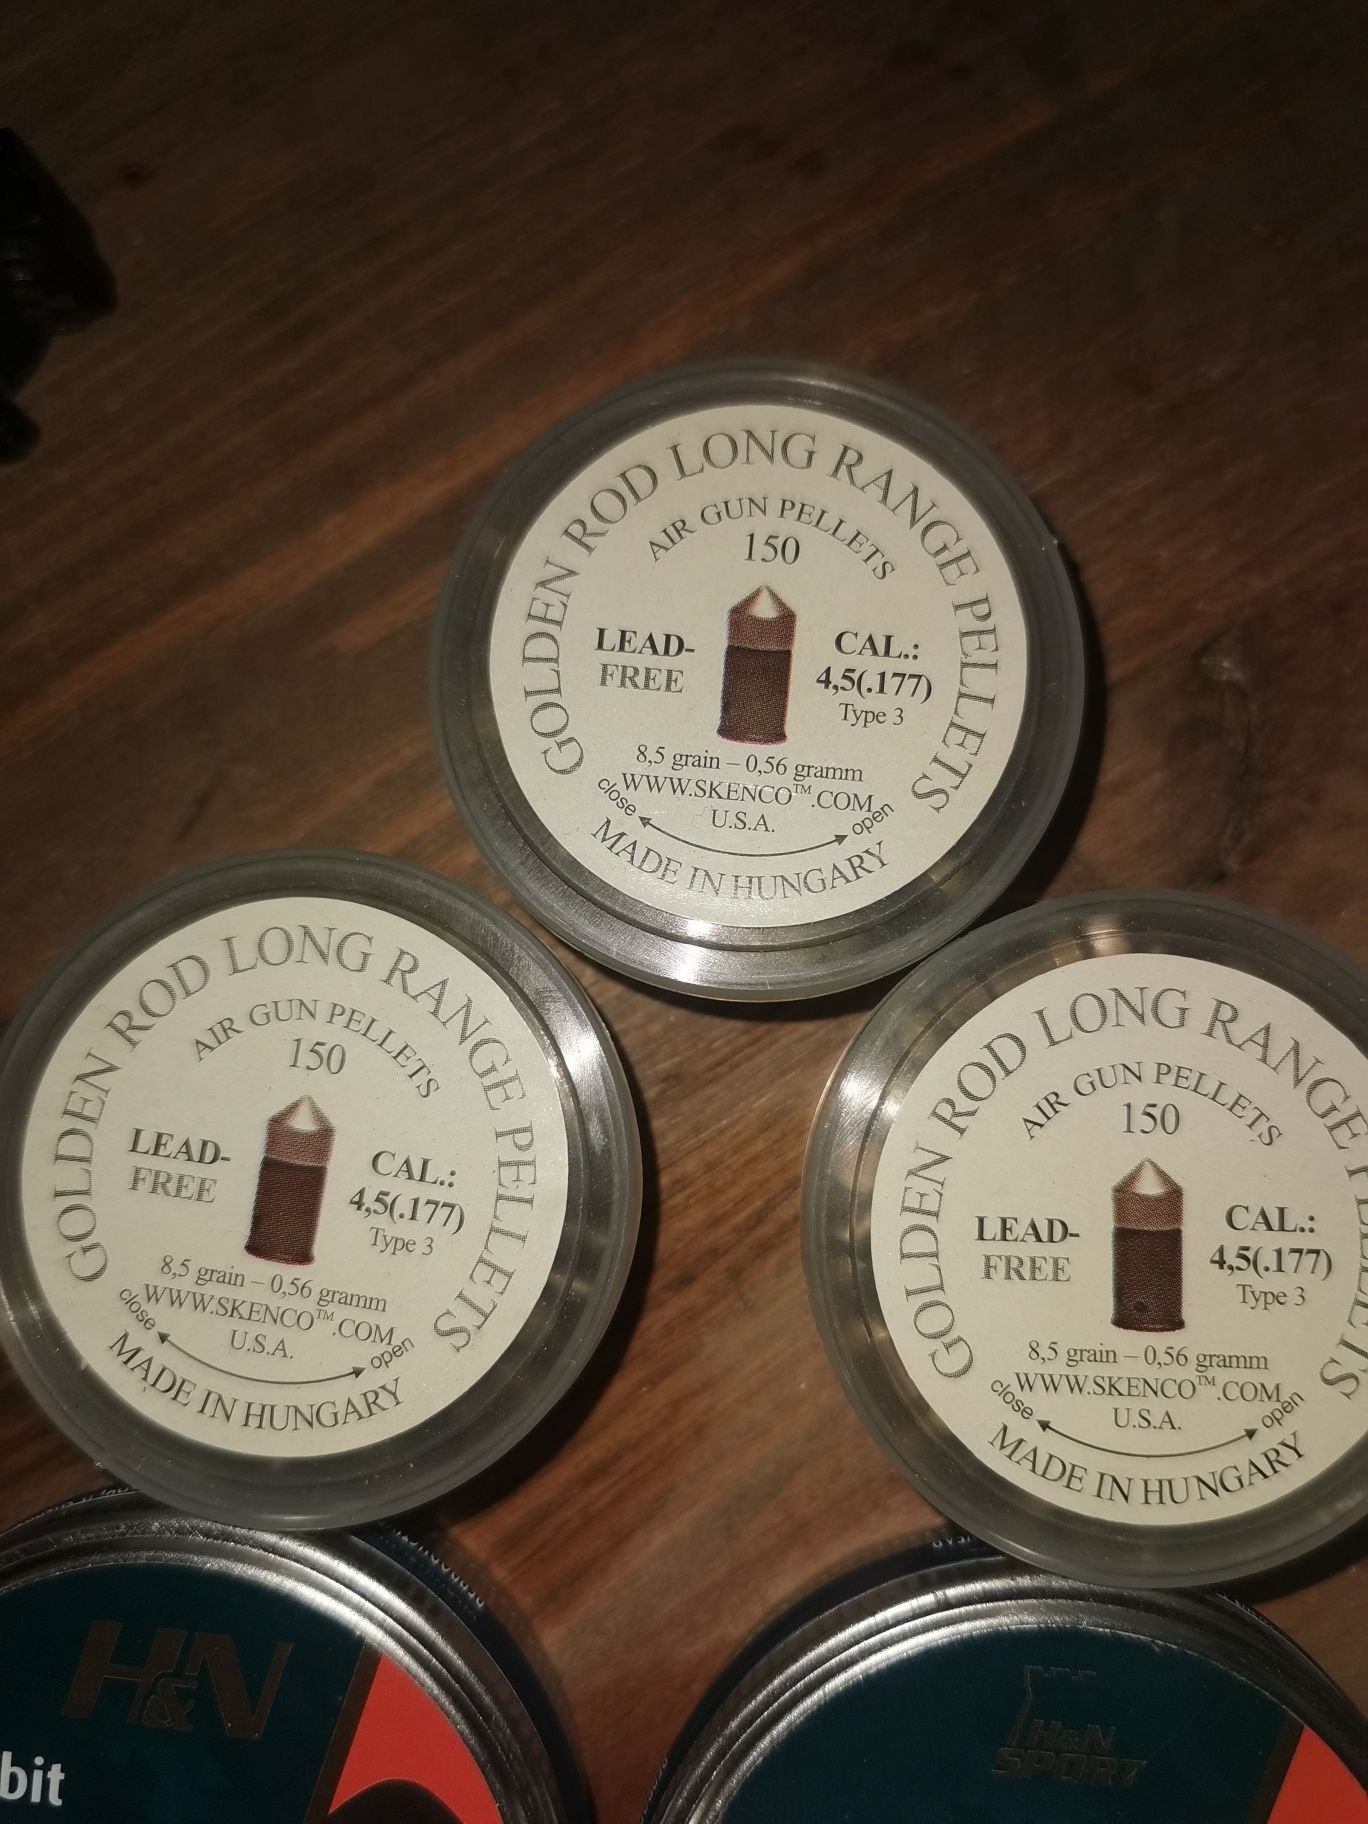 GOLDEN ROD LONG RANGE PELLETS
AIR GUN PELLETS
150
LEAD-
FREE
CAL.:
4,5(.177)
Type 3
8,5 grain – 0,56 gramm
WWW.SKENCO™.COM
U.S.A.
close
open
MADE IN HUNGARY
GOLDEN ROD LONG RANGE PELLETS
AIR GUN PELLETS
150
LEAD-
FREE
CAL.:
4,5(.177)
Type 3
8,5 grain – 0,56 gramm
WWW.SKENCO™.COM
U.S.A.
close
open
MADE IN HUNGARY
GOLDEN ROD LONG RANGE PELLETS
AIR GUN PELLETS
150
LEAD-
FREE
CAL.:
4,5(.177)
Type 3
8,5 grain – 0,56 gramm
WWW.SKENCO™.COM
U.S.A.
close
open
MADE IN HUNGARY
H&N
bit
H&N
SPORT